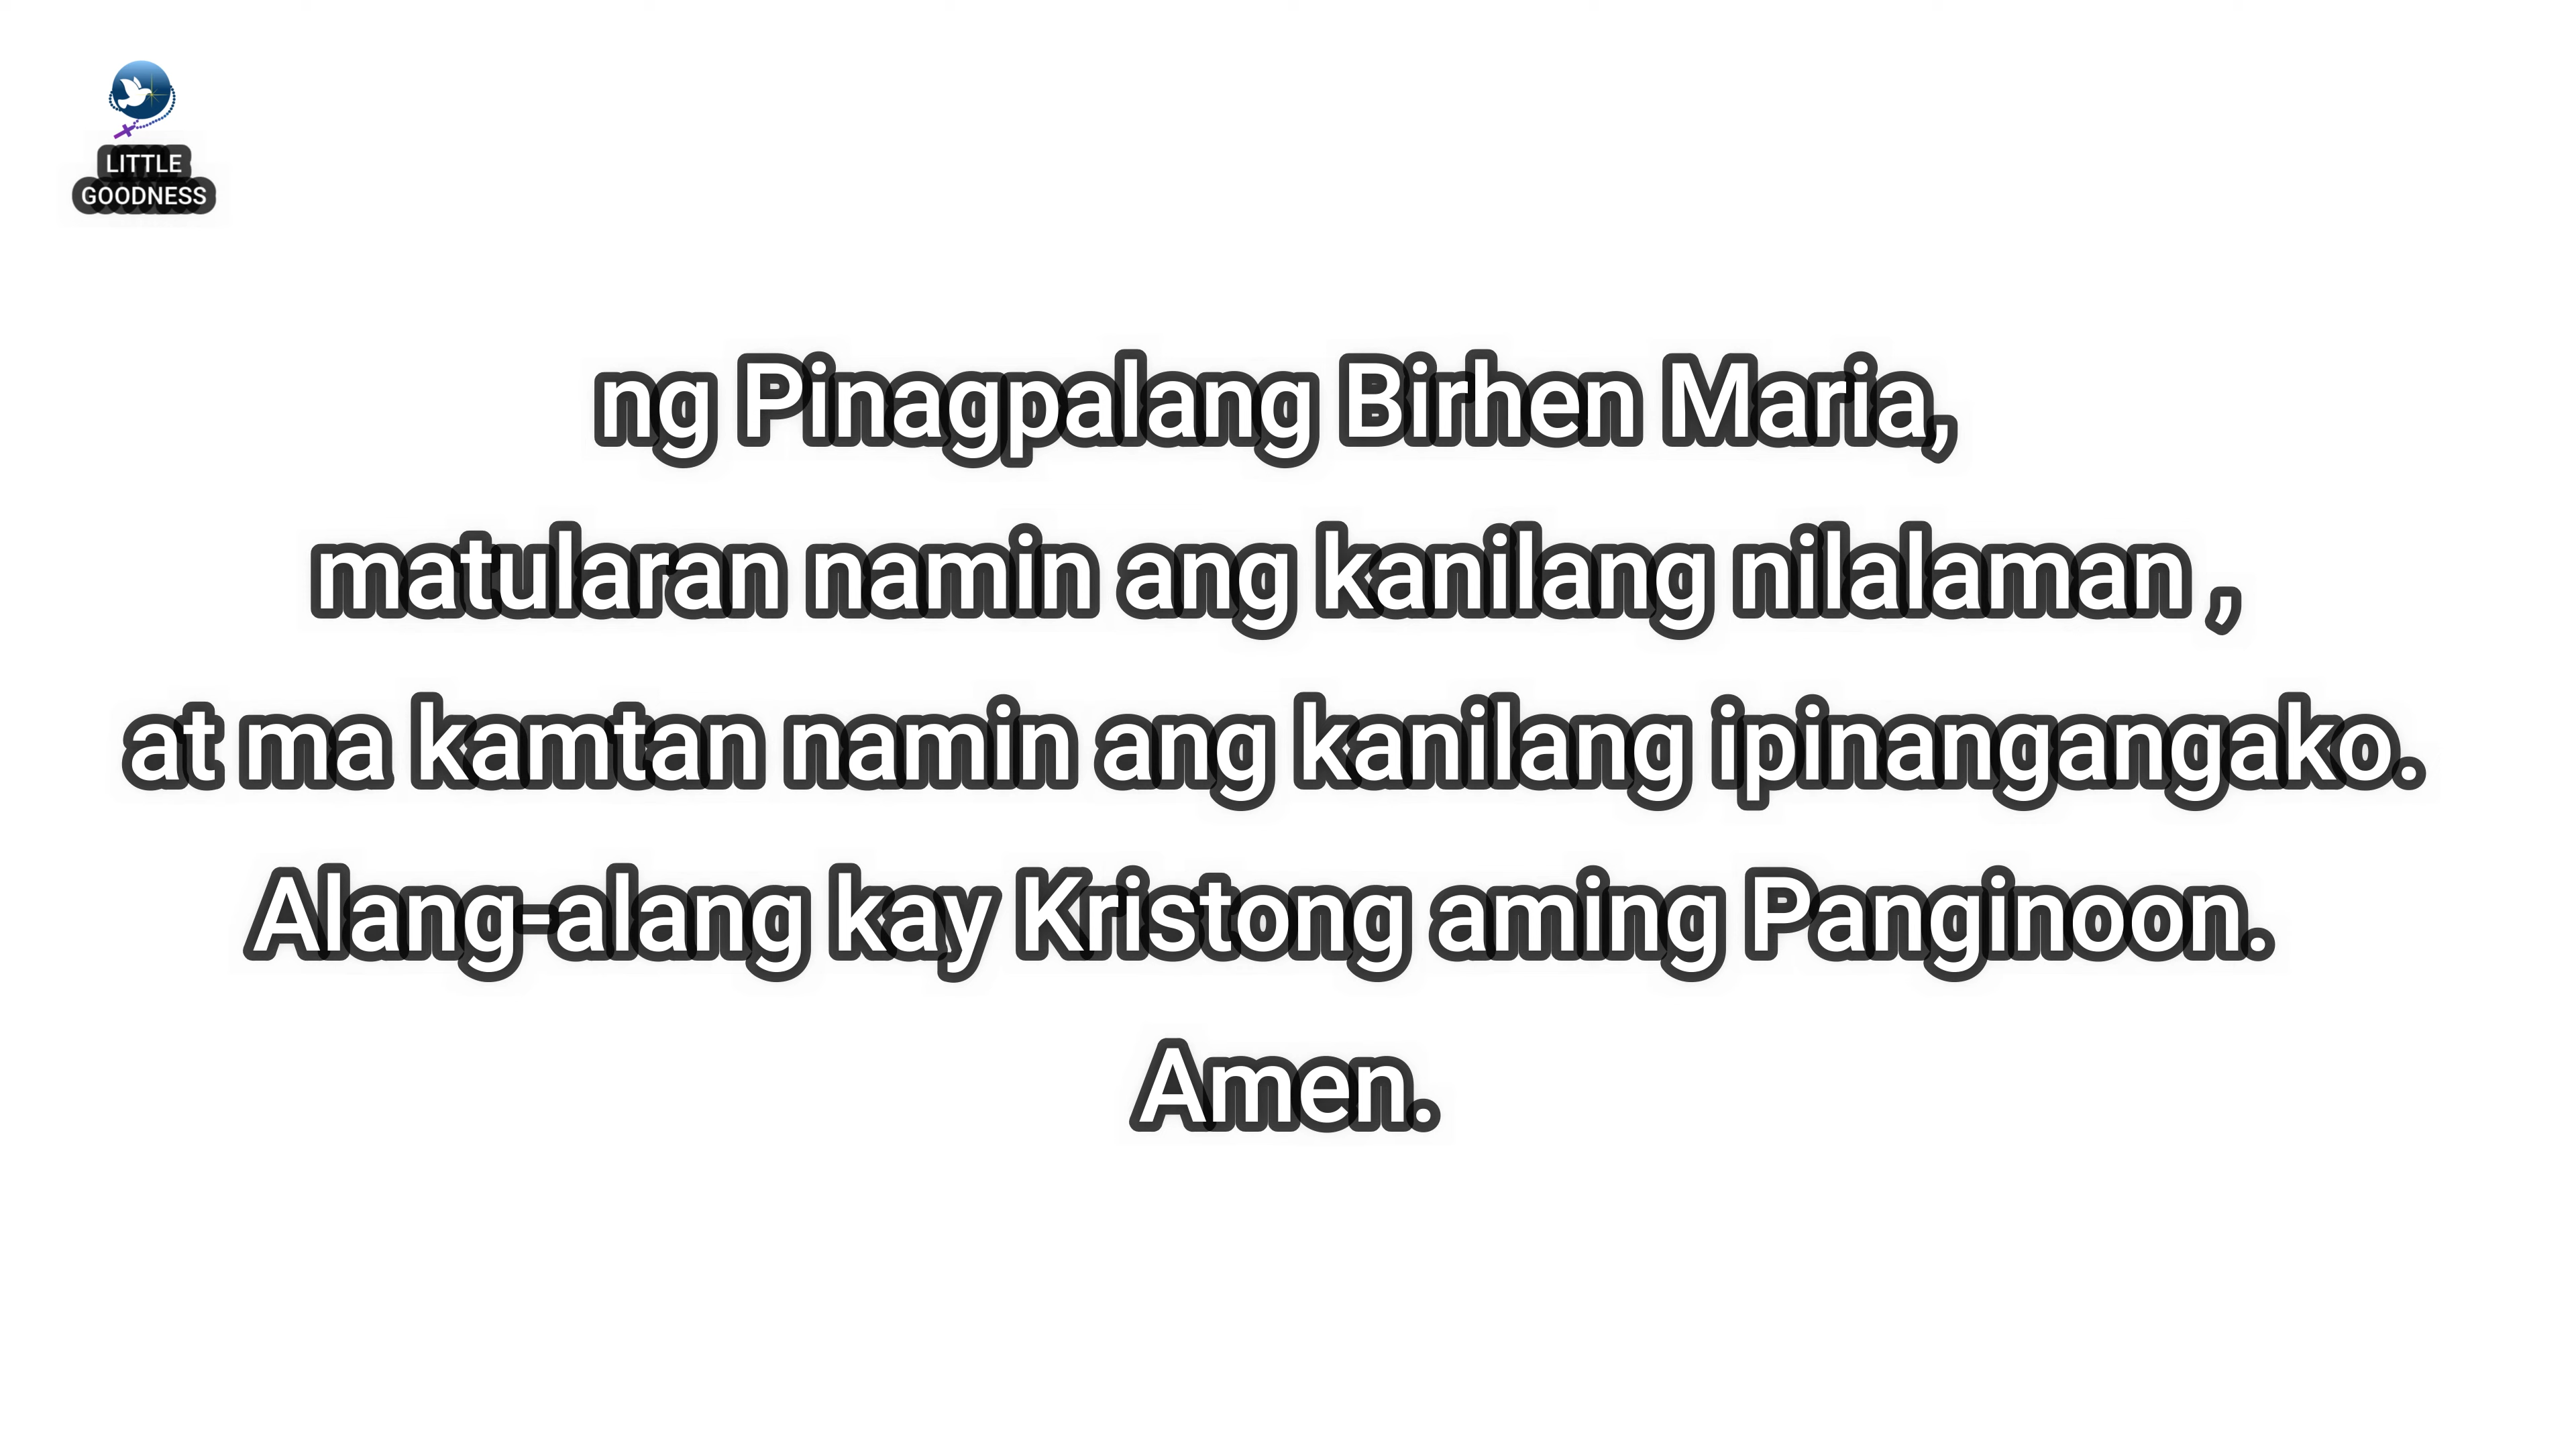 LITTLE
GOODNESS
ng Pinagpalang Birhen Maria,
matularan namin ang kanilang nilalaman ,
at ma kamtan namin ang kanilang ipinangangako.
Alang-alang kay Kristong aming Panginoon.
Amen.